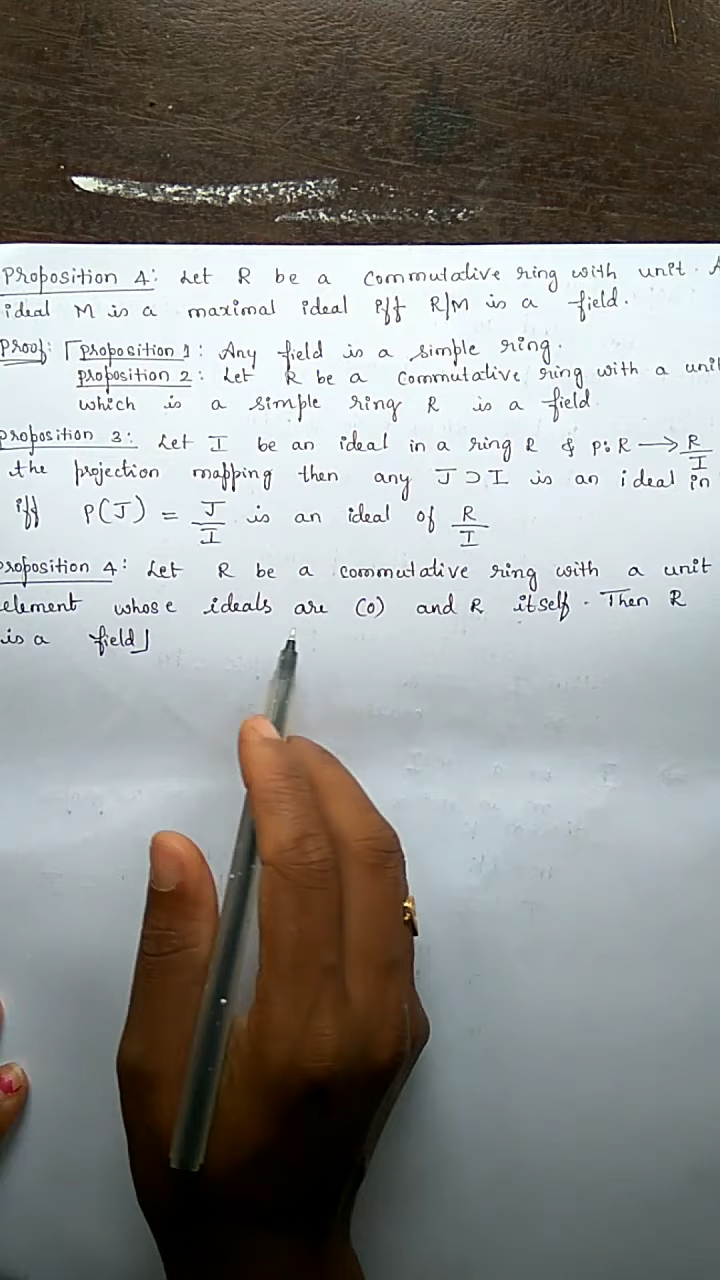 Proposition 4: Let R be a commutative ring with unit.
ideal M is a maximal ideal iff R/M is a field.
Proof: ⌈Proposition 1: Any field is a simple ring.
Proposition 2: Let R be a commutative ring with a unit
which is a simple ring R is a field.
Proposition 3: Let I be an ideal in a ring R & P: R → R/I
the projection mapping then any J ⊃ I is an ideal in
iff P(J) = J/I is an ideal of R/I
Proposition 4: Let R be a commutative ring with a unit
element whose ideals are (0) and R itself. Then R
is a field⌋